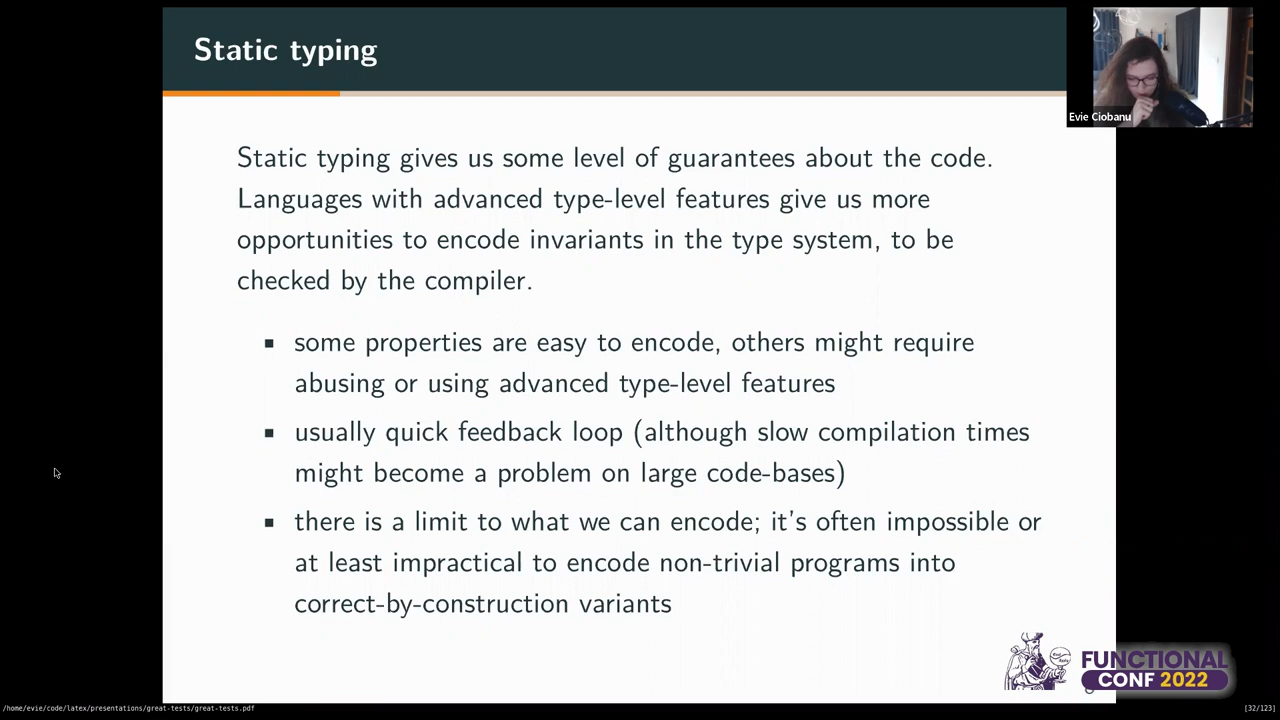 Static typing
Evie Ciobanu
Static typing gives us some level of guarantees about the code.
Languages with advanced type-level features give us more
opportunities to encode invariants in the type system, to be
checked by the compiler.
▪ some properties are easy to encode, others might require
abusing or using advanced type-level features
▪ usually quick feedback loop (although slow compilation times
might become a problem on large code-bases)
▪ there is a limit to what we can encode; it's often impossible or
at least impractical to encode non-trivial programs into
correct-by-construction variants
FUNCTIONAL
CONF 2022
/home/evie/code/latex/presentations/great-tests/great-tests.pdf
[32/123]